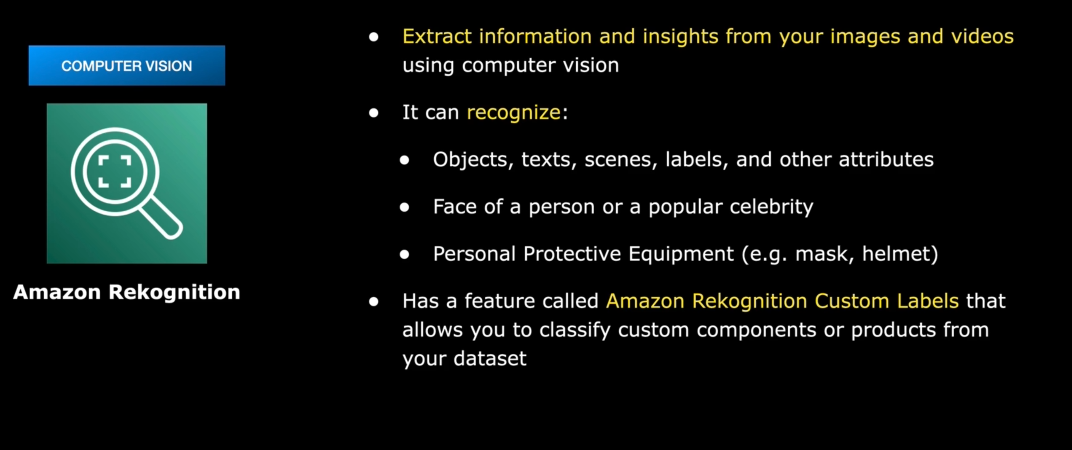 COMPUTER VISION
Amazon Rekognition
● Extract information and insights from your images and videos
using computer vision
● It can recognize:
● Objects, texts, scenes, labels, and other attributes
● Face of a person or a popular celebrity
● Personal Protective Equipment (e.g. mask, helmet)
● Has a feature called Amazon Rekognition Custom Labels that
allows you to classify custom components or products from
your dataset